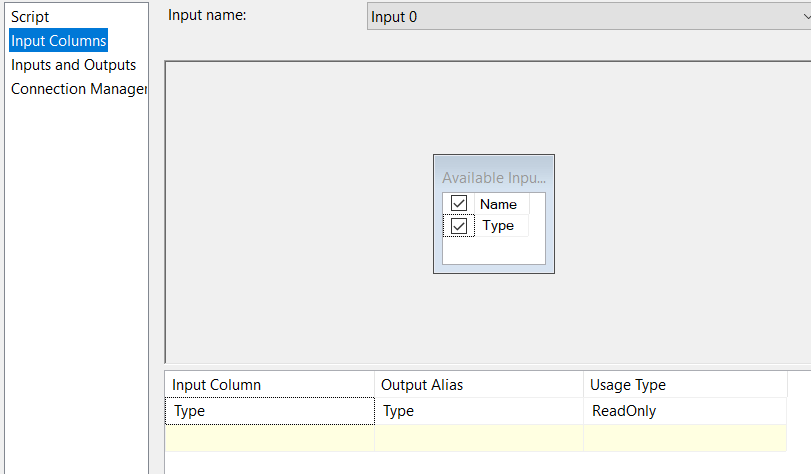 Script
Input Columns
Inputs and Outputs
Connection Manager
Input name:
Input 0
Available Inpu...
Name
Type
Input Column Output Alias Usage Type
Type Type ReadOnly